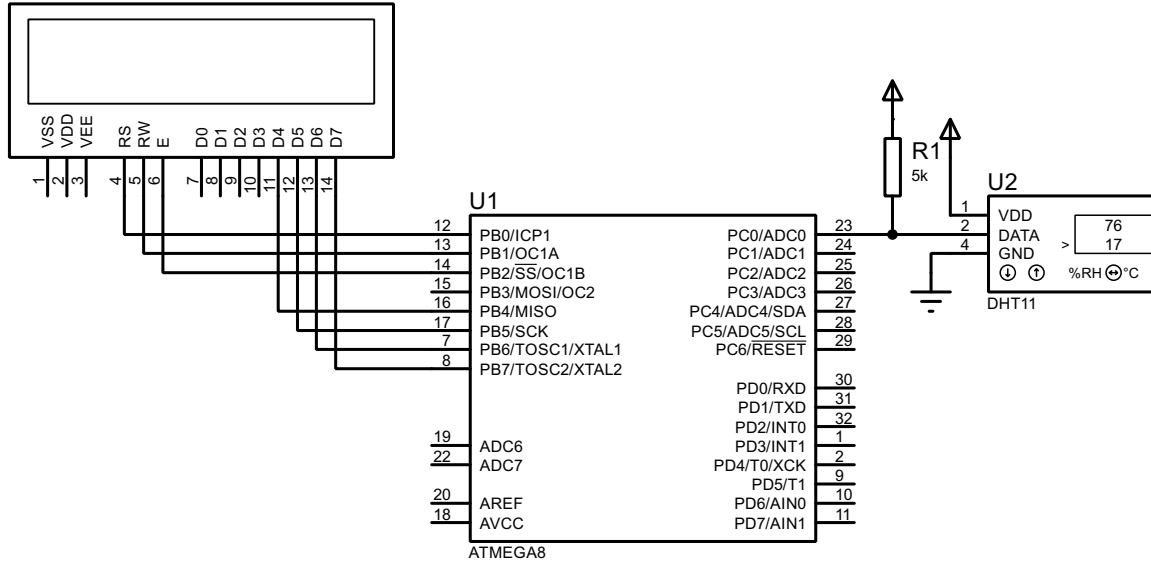 VSS
VDD
VEE
RS
RW
E
D0
D1
D2
D3
D4
D5
D6
D7
1
2
3
4
5
6
7
8
9
10
11
12
13
14
U1
12 PB0/ICP1
13 PB1/OC1A
14 PB2/SS/OC1B
15 PB3/MOSI/OC2
16 PB4/MISO
17 PB5/SCK
7 PB6/TOSC1/XTAL1
8 PB7/TOSC2/XTAL2
19 ADC6
22 ADC7
20 AREF
18 AVCC
PC0/ADC0 23
PC1/ADC1 24
PC2/ADC2 25
PC3/ADC3 26
PC4/ADC4/SDA 27
PC5/ADC5/SCL 28
PC6/RESET 29
PD0/RXD 30
PD1/TXD 31
PD2/INT0 32
PD3/INT1 1
PD4/T0/XCK 2
PD5/T1 9
PD6/AIN0 10
PD7/AIN1 11
ATMEGA8
R1
5k
U2
1 VDD
2 DATA
4 GND
76
> 17
%RH °C
DHT11